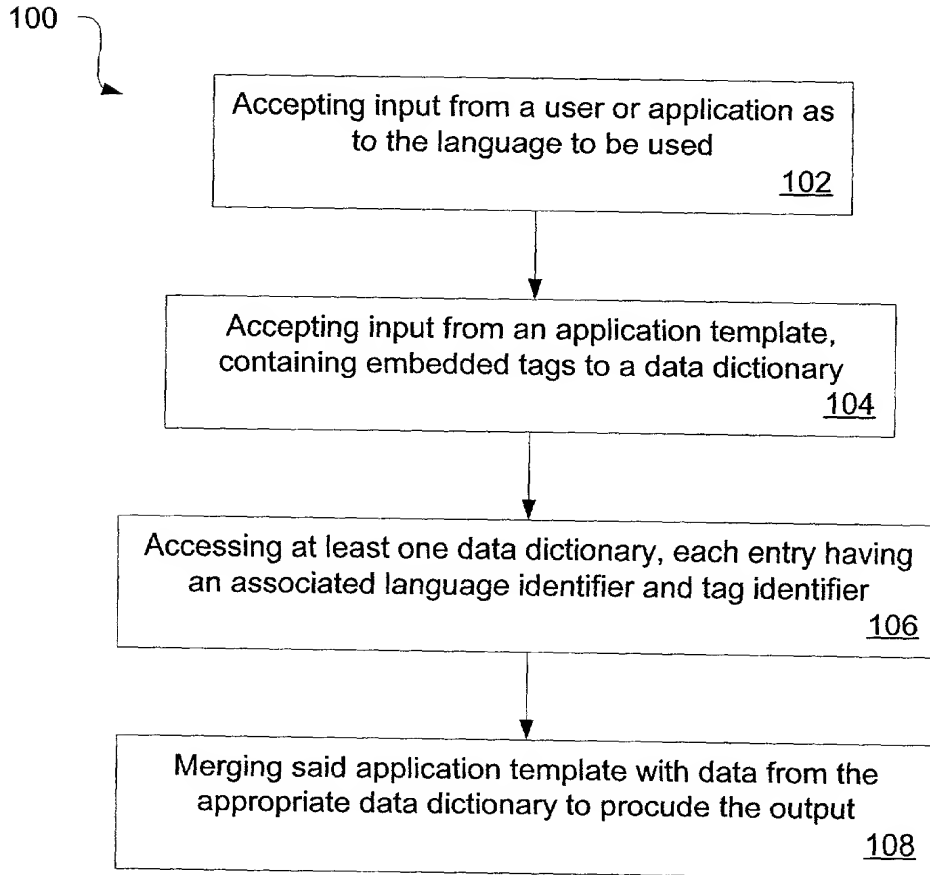 100
Accepting input from a user or application as
to the language to be used
102
Accepting input from an application template,
containing embedded tags to a data dictionary
104
Accessing at least one data dictionary, each entry having
an associated language identifier and tag identifier
106
Merging said application template with data from the
appropriate data dictionary to procude the output
108